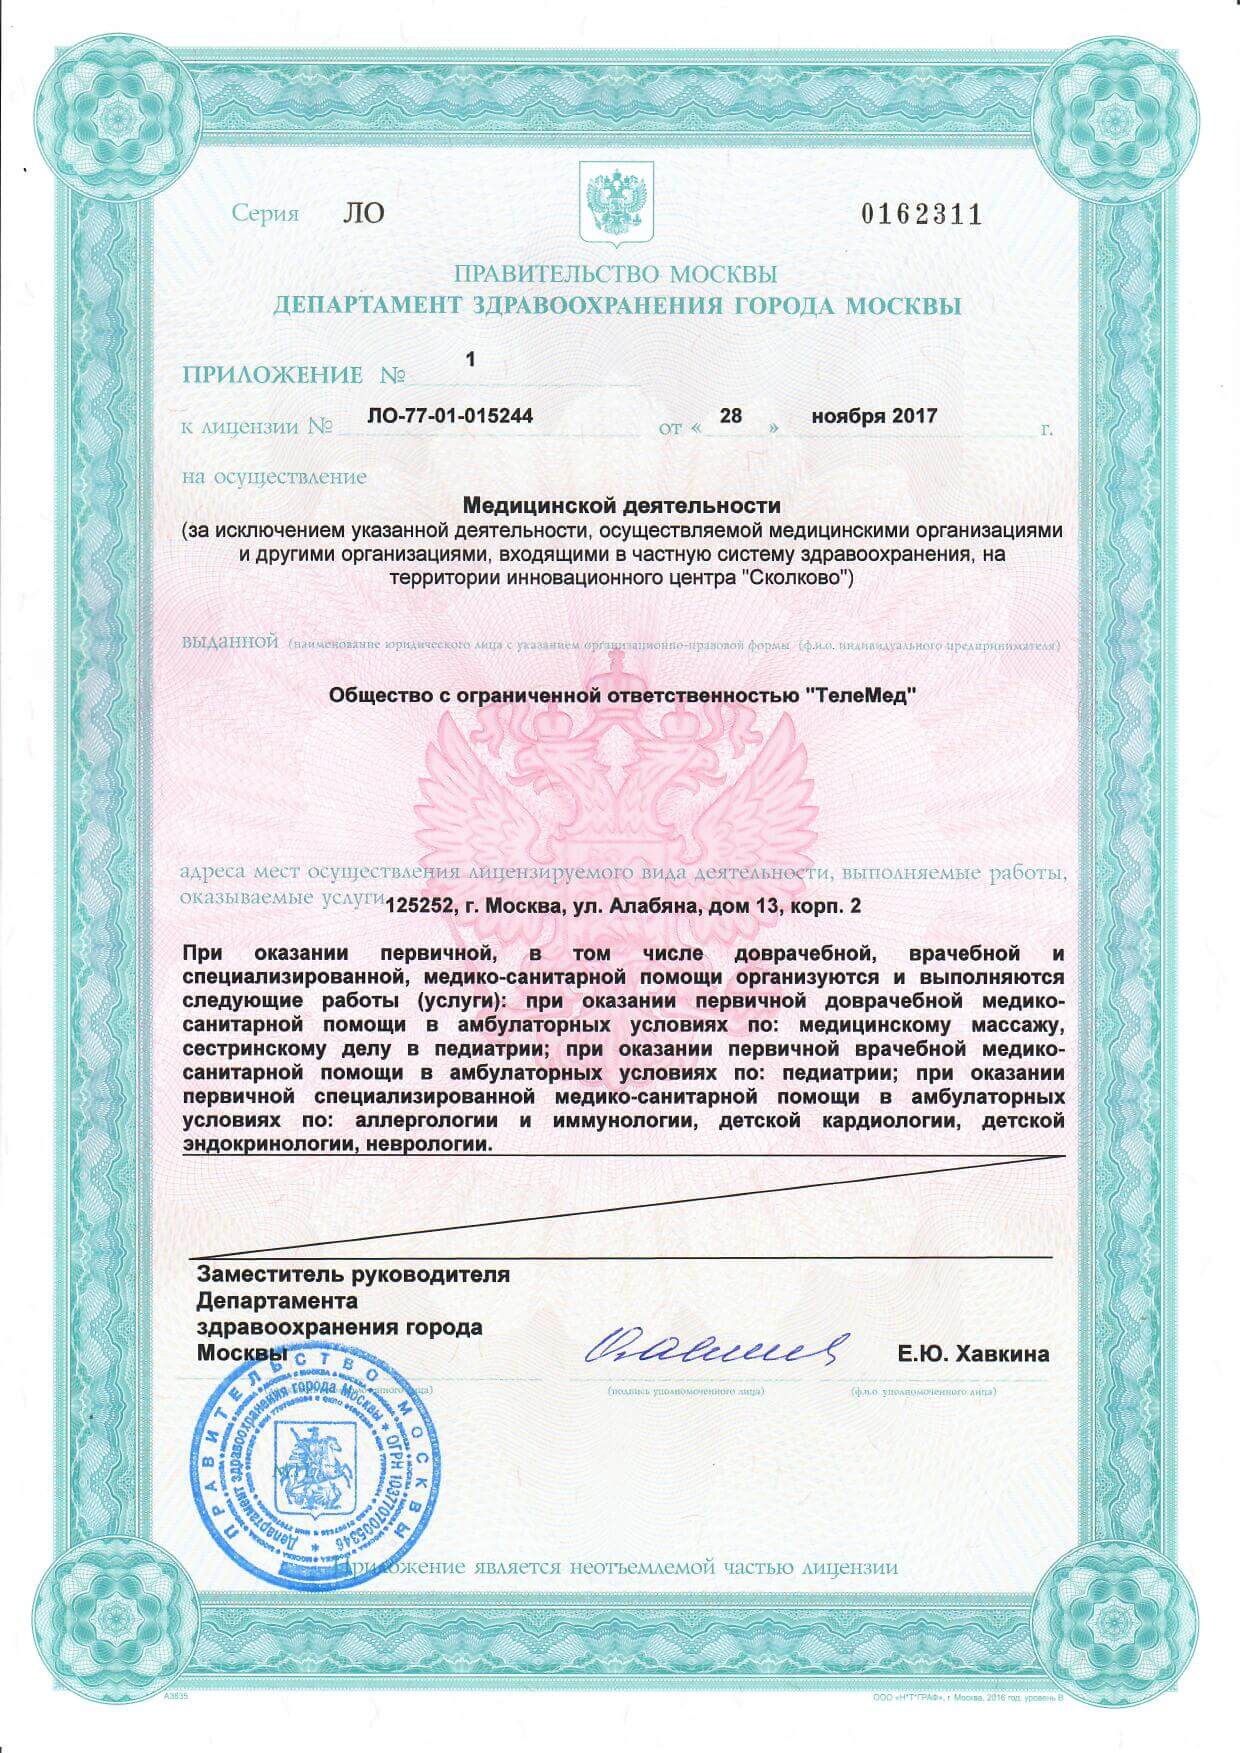 Серия ЛО 0162311
ПРАВИТЕЛЬСТВО МОСКВЫ
ДЕПАРТАМЕНТ ЗДРАВООХРАНЕНИЯ ГОРОДА МОСКВЫ
ПРИЛОЖЕНИЕ № 1
к лицензии № ЛО-77-01-015244 от « 28 » ноября 2017 г.
на осуществление
Медицинской деятельности
(за исключением указанной деятельности, осуществляемой медицинскими организациями
и другими организациями, входящими в частную систему здравоохранения, на
территории инновационного центра "Сколково")
выданной (наименование юридического лица с указанием организационно-правовой формы (ф.и.о. индивидуального предпринимателя)
Общество с ограниченной ответственностью "ТелеМед"
адреса мест осуществления лицензируемого вида деятельности, выполняемые работы,
оказываемые услуги 125252, г. Москва, ул. Алабяна, дом 13, корп. 2
При оказании первичной, в том числе доврачебной, врачебной и
специализированной, медико-санитарной помощи организуются и выполняются
следующие работы (услуги): при оказании первичной доврачебной медико-
санитарной помощи в амбулаторных условиях по: медицинскому массажу,
сестринскому делу в педиатрии; при оказании первичной врачебной медико-
санитарной помощи в амбулаторных условиях по: педиатрии; при оказании
первичной специализированной медико-санитарной помощи в амбулаторных
условиях по: аллергологии и иммунологии, детской кардиологии, детской
эндокринологии, неврологии.
Заместитель руководителя
Департамента
здравоохранения города
Москвы
Е.Ю. Хавкина
(подпись уполномоченного лица) (ф.и.о уполномоченного лица)
ПРАВИТЕЛЬСТВО МОСКВЫ
Департамент здравоохранения города Москвы * ОГРН 1037707005346 *
Приложение является неотъемлемой частью лицензии
А3835 ООО «Н*Т*ГРАФ», г. Москва, 2016 год, уровень В